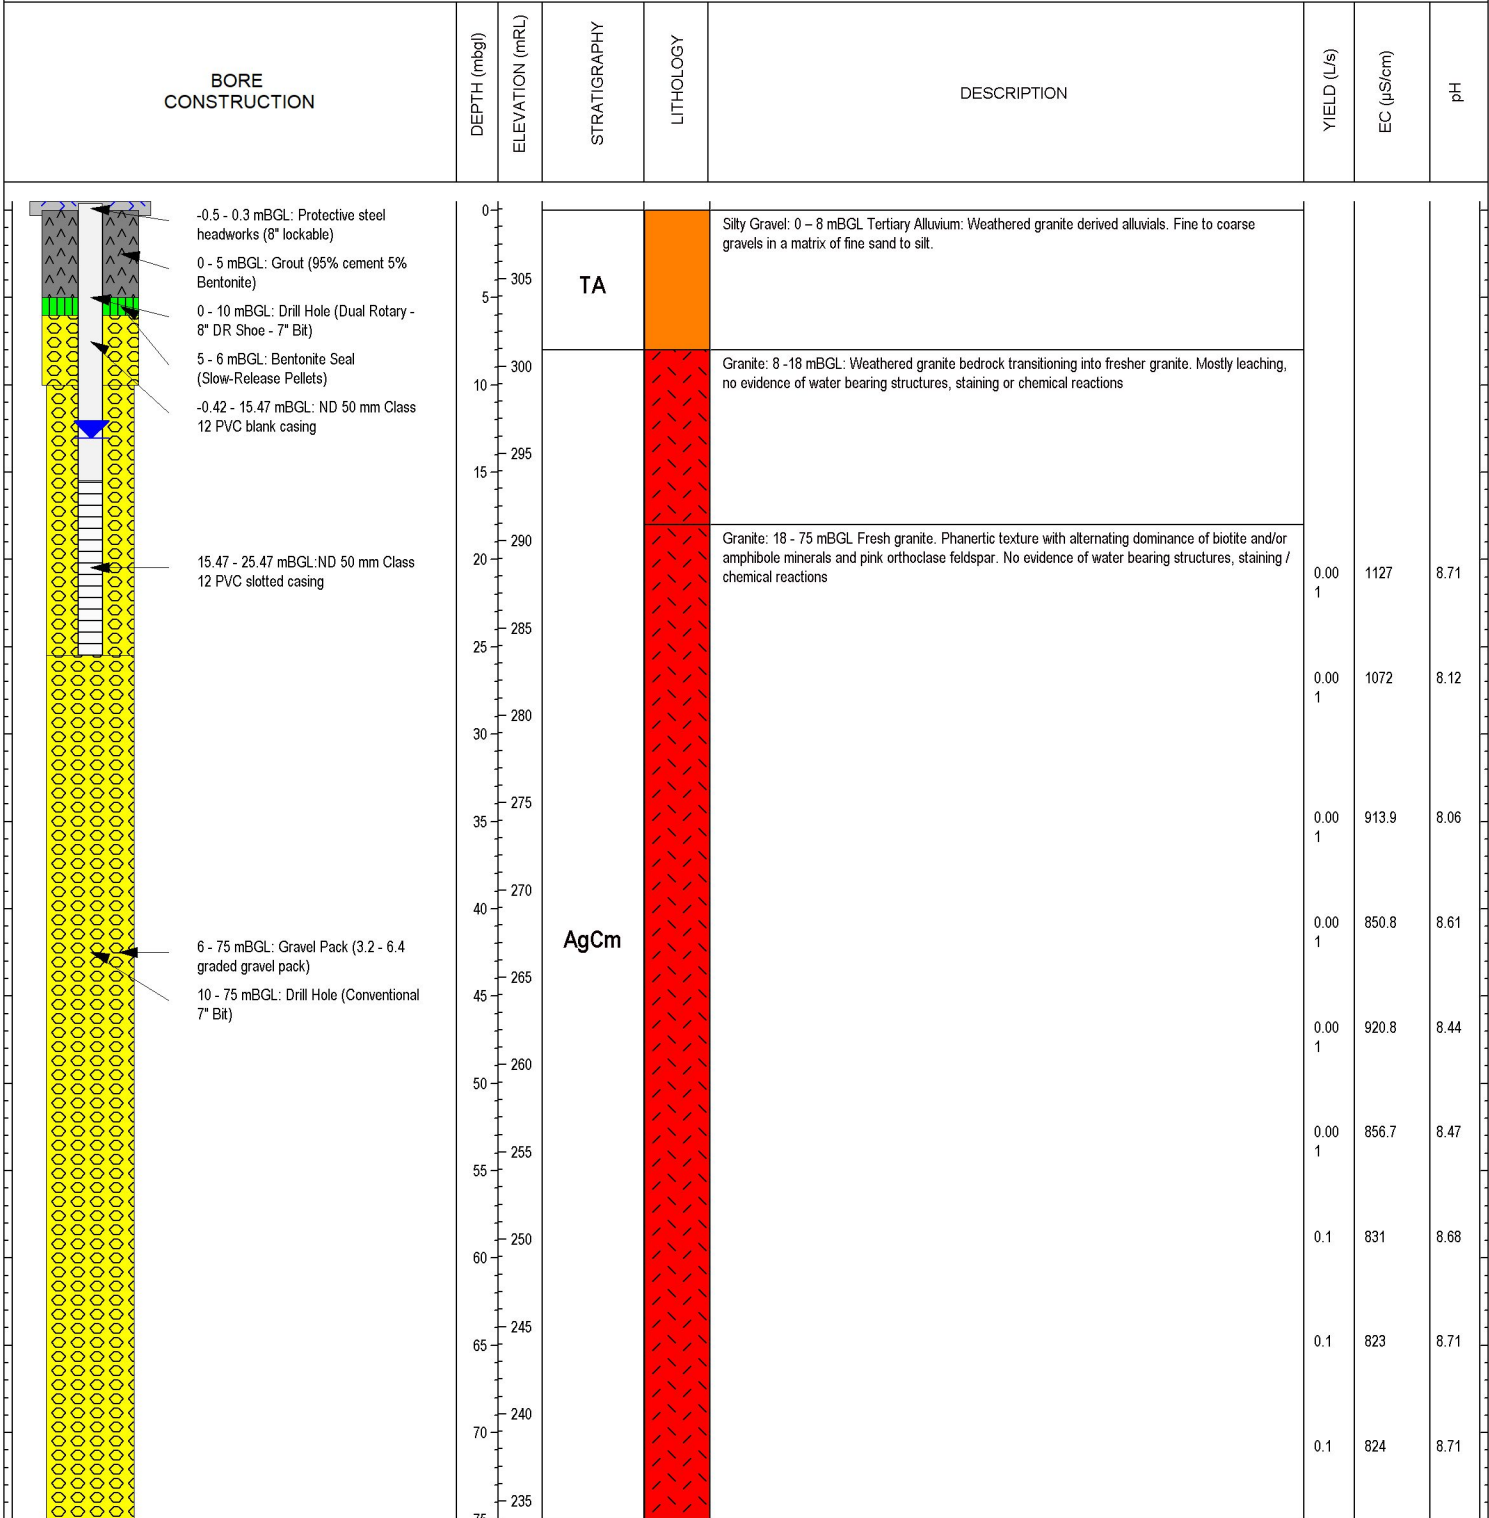 BORE
CONSTRUCTION
DEPTH (mbgl)
ELEVATION (mRL)
STRATIGRAPHY
LITHOLOGY
DESCRIPTION
YIELD (L/s)
EC (µS/cm)
pH
-0.5 - 0.3 mBGL: Protective steel
headworks (8" lockable)
0 - 5 mBGL: Grout (95% cement 5%
Bentonite)
0 - 10 mBGL: Drill Hole (Dual Rotary -
8" DR Shoe - 7" Bit)
5 - 6 mBGL: Bentonite Seal
(Slow-Release Pellets)
-0.42 - 15.47 mBGL: ND 50 mm Class
12 PVC blank casing
15.47 - 25.47 mBGL:ND 50 mm Class
12 PVC slotted casing
6 - 75 mBGL: Gravel Pack (3.2 - 6.4
graded gravel pack)
10 - 75 mBGL: Drill Hole (Conventional
7" Bit)
0
5
10
15
20
25
30
35
40
45
50
55
60
65
70
75
305
300
295
290
285
280
275
270
265
260
255
250
245
240
235
TA
AgCm
Silty Gravel: 0 – 8 mBGL Tertiary Alluvium: Weathered granite derived alluvials. Fine to coarse
gravels in a matrix of fine sand to silt.
Granite: 8 -18 mBGL: Weathered granite bedrock transitioning into fresher granite. Mostly leaching,
no evidence of water bearing structures, staining or chemical reactions
Granite: 18 - 75 mBGL Fresh granite. Phanertic texture with alternating dominance of biotite and/or
amphibole minerals and pink orthoclase feldspar. No evidence of water bearing structures, staining /
chemical reactions
0.00
1
1127
8.71
0.00
1
1072
8.12
0.00
1
913.9
8.06
0.00
1
850.8
8.61
0.00
1
920.8
8.44
0.00
1
856.7
8.47
0.1
831
8.68
0.1
823
8.71
0.1
824
8.71